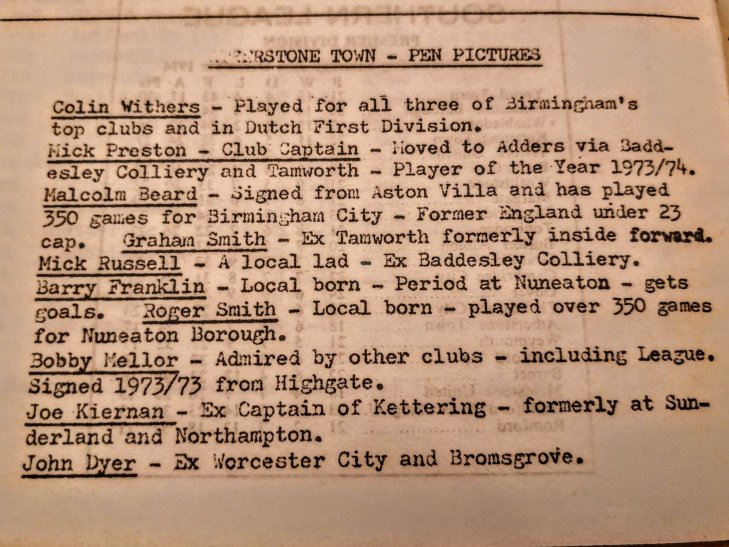 TOWN - PEN PICTURES
Colin Withers - Played for all three of Birmingham's
top clubs and in Dutch First Division.
Mick Preston - Club Captain - Moved to Adders via Badd-
esley Colliery and Tamworth - Player of the Year 1973/74.
Malcolm Beard - Signed from Aston Villa and has played
350 games for Birmingham City - Former England under 23
cap. Graham Smith - Ex Tamworth formerly inside forward.
Mick Russell - A local lad - Ex Baddesley Colliery.
Barry Franklin - Local born - Period at Nuneaton - gets
goals. Roger Smith - Local born - played over 350 games
for Nuneaton Borough.
Bobby Mellor - Admired by other clubs - including League.
Signed 1973/73 from Highgate.
Joe Kiernan - Ex Captain of Kettering - formerly at Sun-
derland and Northampton.
John Dyer - Ex Worcester City and Bromsgrove.